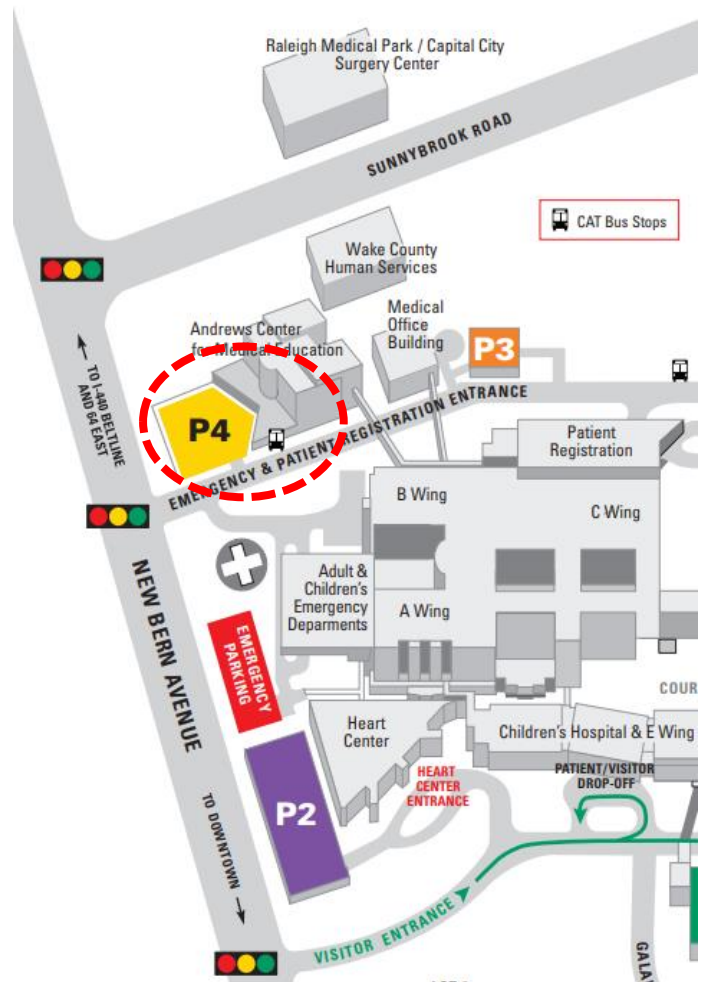 Raleigh Medical Park / Capital City
Surgery Center
SUNNYBROOK ROAD
CAT Bus Stops
Wake County
Human Services
Medical
Office
Building
Andrews Center
for Medical Education
P3
TO I-440 BELTLINE
AND 64 EAST
P4
EMERGENCY & PATIENT REGISTRATION ENTRANCE
Patient
Registration
B Wing
C Wing
NEW BERN AVENUE
Adult &
Children's
Emergency
Deparments
A Wing
EMERGENCY
PARKING
COUR
Heart
Center
Children's Hospital & E Wing
HEART
CENTER
ENTRANCE
PATIENT/VISITOR
DROP-OFF
P2
TO DOWNTOWN
VISITOR ENTRANCE
GALA